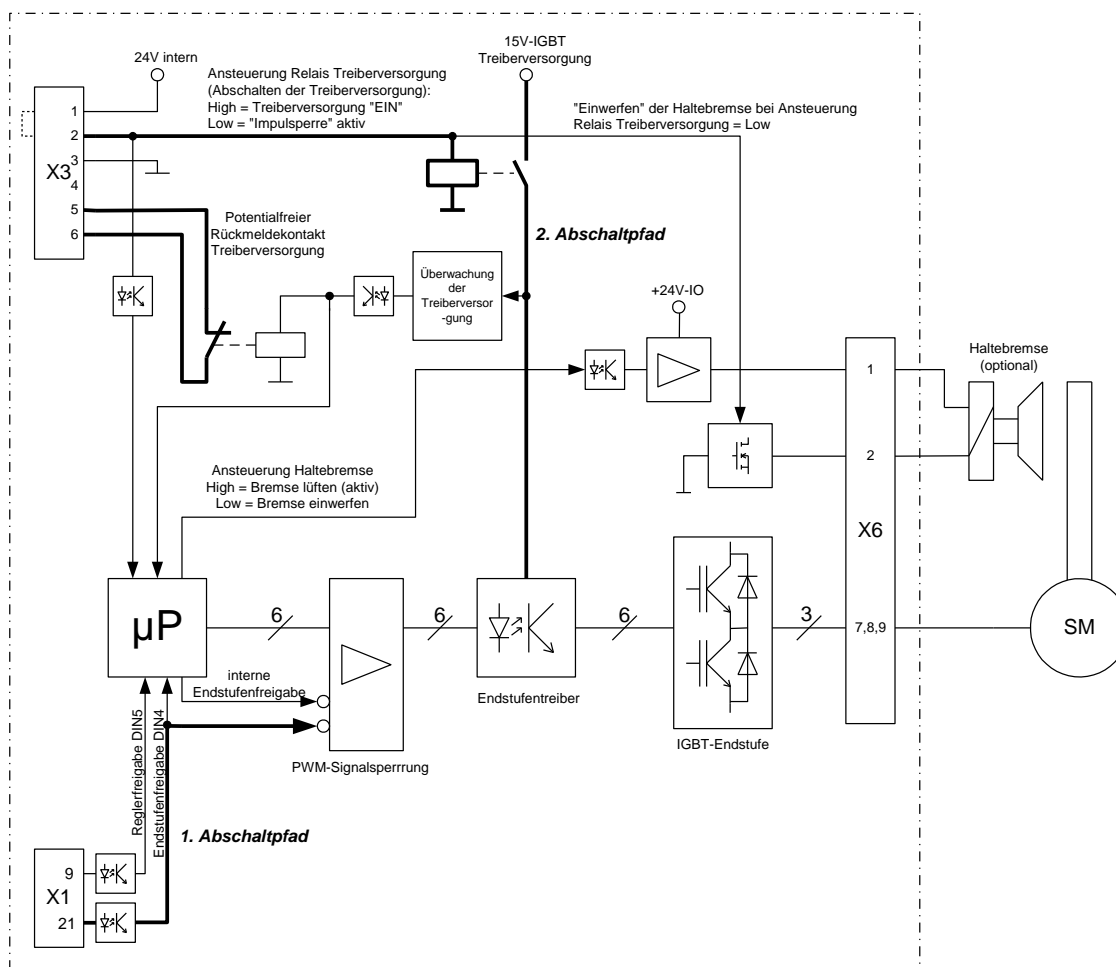 24V intern
15V-IGBT
Treiberversorgung
Ansteuerung Relais Treiberversorgung
(Abschalten der Treiberversorgung):
High = Treiberversorgung "EIN"
Low = "Impulsperre" aktiv
"Einwerfen" der Haltebremse bei Ansteuerung
Relais Treiberversorgung = Low
1
2
3
4
5
6
X3
Potentialfreier
Rückmeldekontakt
Treiberversorgung
2. Abschaltpfad
Überwachung
der
Treiberversor
-gung
+24V-IO
Haltebremse
(optional)
1
2
X6
7,8,9
Ansteuerung Haltebremse
High = Bremse lüften (aktiv)
Low = Bremse einwerfen
µP
6
6
6
3
SM
interne
Endstufenfreigabe
Endstufentreiber
IGBT-Endstufe
PWM-Signalsperrrung
Reglerfreigabe DIN5
Endstufenfreigabe DIN4
1. Abschaltpfad
9
X1
21